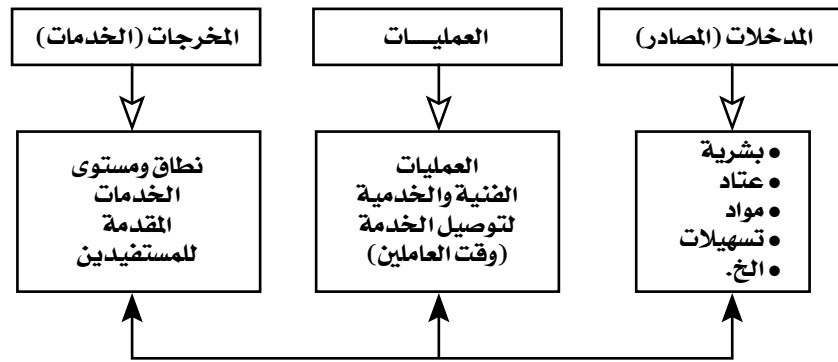 المدخلات (المصادر)
العمليــــات
المخرجات (الخدمات)
• بشرية
• عتاد
• مواد
• تسهيلات
• الخ.
العمليات
الفنية والخدمية
لتوصيل الخدمة
(وقت العاملين)
نطاق ومستوى
الخدمات
المقدمة
للمستفيدين